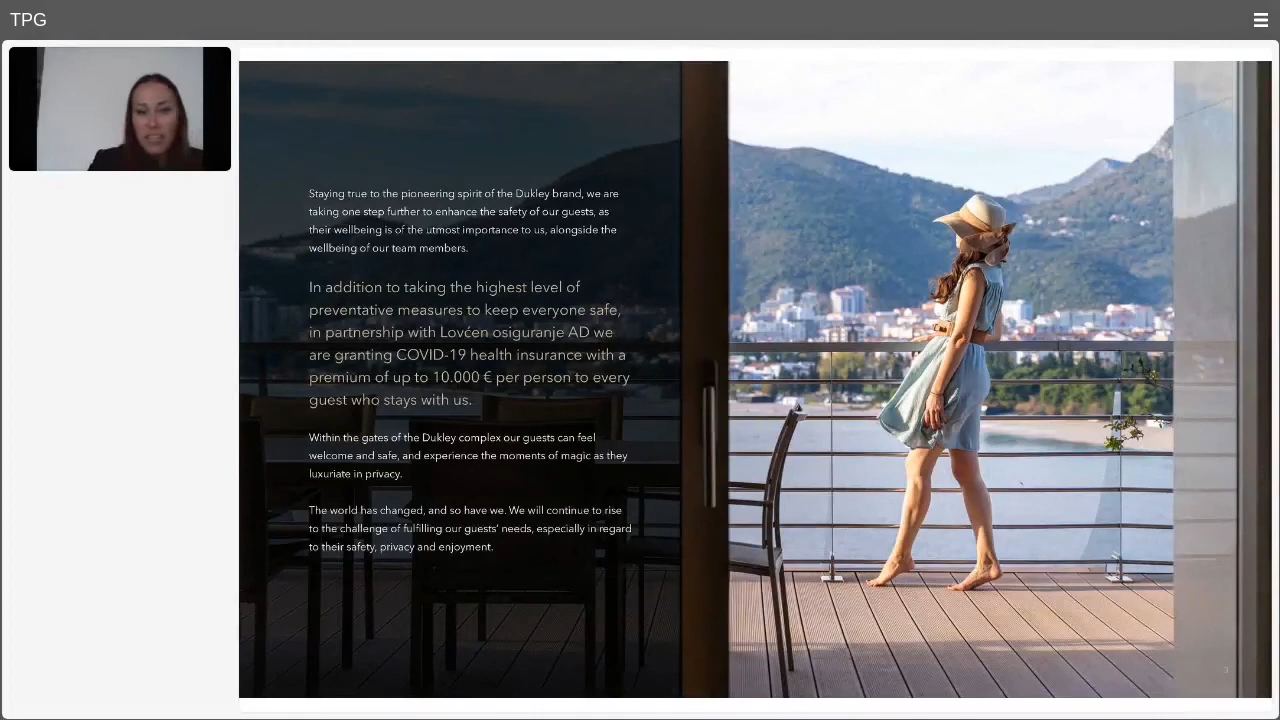 TPG
Staying true to the pioneering spirit of the Dukley brand, we are
taking one step further to enhance the safety of our guests, as
their wellbeing is of the utmost importance to us, alongside the
wellbeing of our team members.
In addition to taking the highest level of
preventative measures to keep everyone safe,
in partnership with Lovćen osiguranje AD we
are granting COVID-19 health insurance with a
premium of up to 10.000 € per person to every
guest who stays with us.
Within the gates of the Dukley complex our guests can feel
welcome and safe, and experience the moments of magic as they
luxuriate in privacy.
The world has changed, and so have we. We will continue to rise
to the challenge of fulfilling our guests' needs, especially in regard
to their safety, privacy and enjoyment.
3